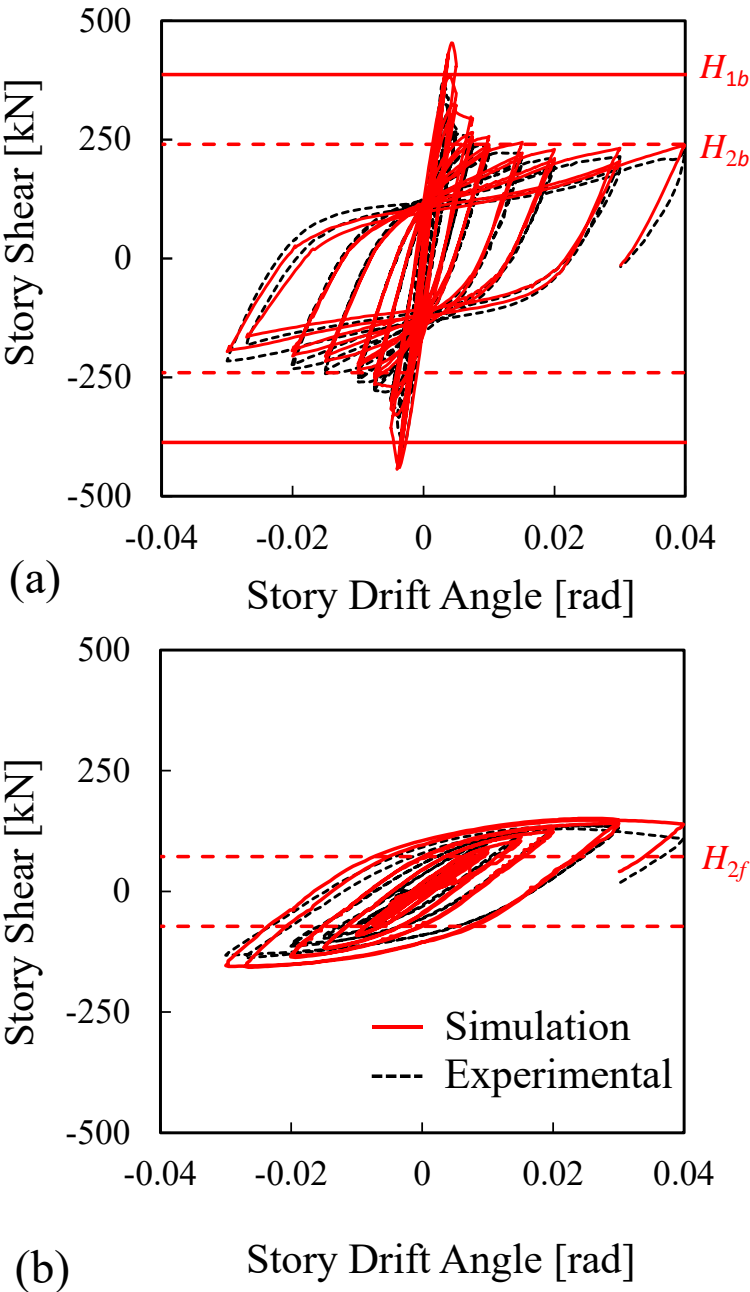 500
250
0
-250
-500
Story Shear [kN]
H1b
H2b
-0.04
-0.02
0
0.02
0.04
(a)
Story Drift Angle [rad]
500
250
0
-250
-500
Story Shear [kN]
H2f
Simulation
Experimental
-0.04
-0.02
0
0.02
0.04
(b)
Story Drift Angle [rad]